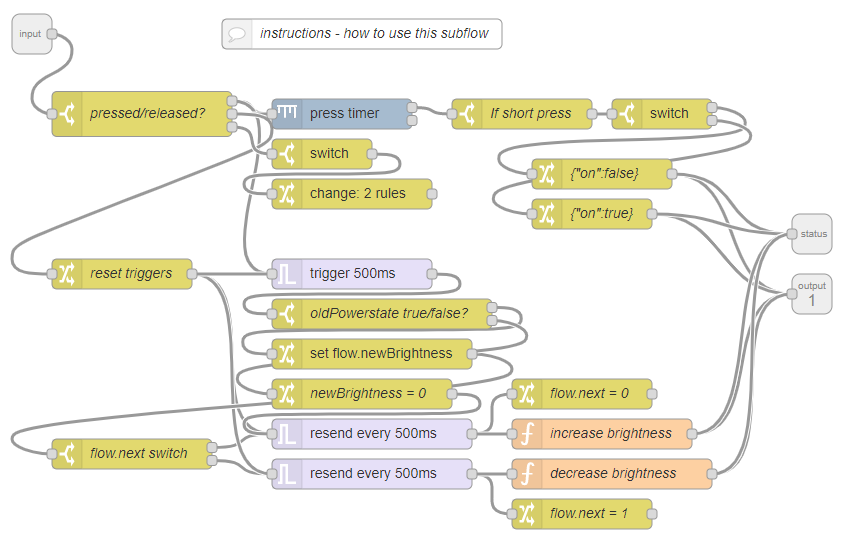 input
instructions - how to use this subflow
pressed/released?
press timer
If short press
switch
switch
{"on":false}
change: 2 rules
{"on":true}
status
reset triggers
trigger 500ms
output
1
oldPowerstate true/false?
set flow.newBrightness
newBrightness = 0
flow.next = 0
resend every 500ms
increase brightness
flow.next switch
resend every 500ms
decrease brightness
flow.next = 1